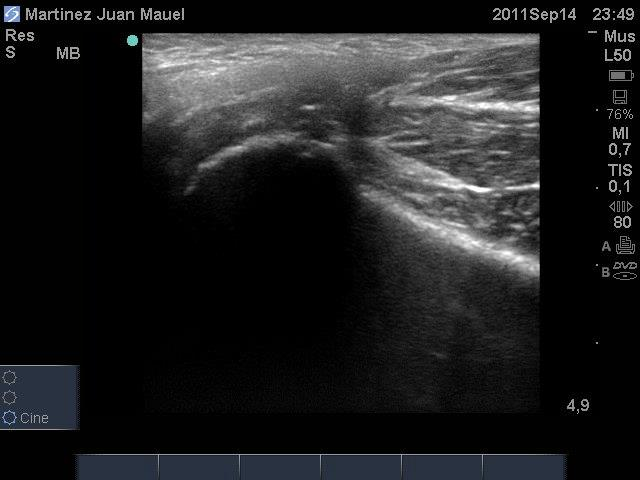 Martinez Juan Mauel
2011Sep14 23:49
Res
S MB
Mus
L50
76%
MI
0,7
TIS
0,1
80
A
B DVD
4,9
Cine